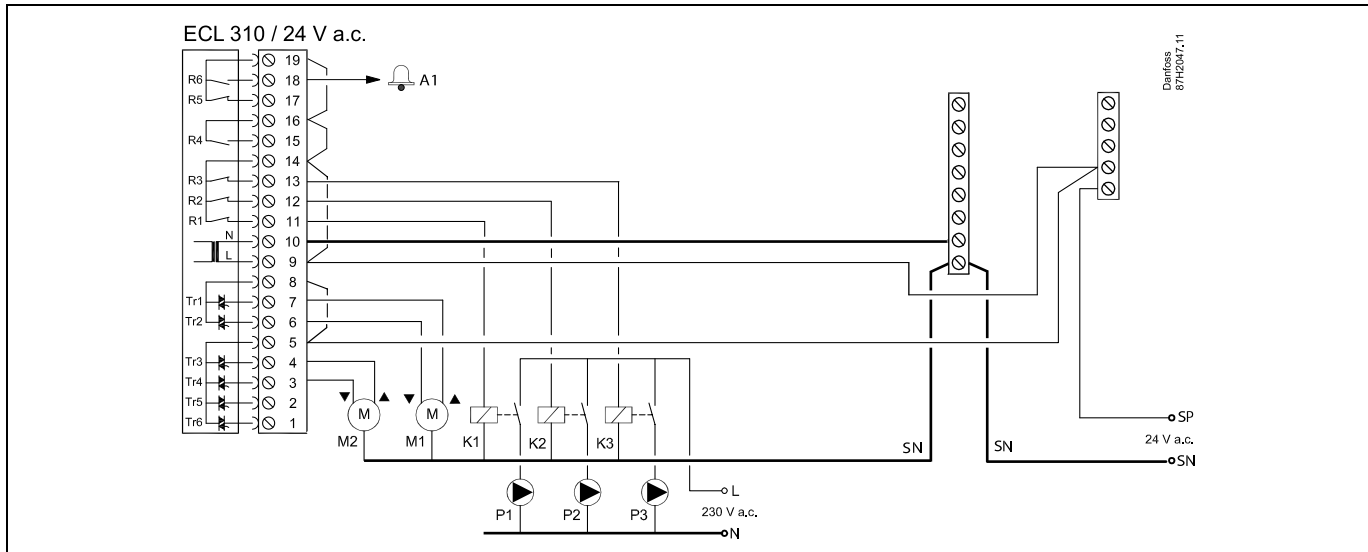 ECL 310 / 24 V a.c.
Danfoss
87H2047.11
19
R6 18 A1
R5 17
16
R4 15
14
R3 13
R2 12
R1 11
N 10
L 9
8
Tr1 7
Tr2 6
5
Tr3 4
Tr4 3
Tr5 2
Tr6 1
M M
M2 M1 K1 K2 K3 SN
SP
24 V a.c.
SN
P1 P2 P3
L
230 V a.c.
N